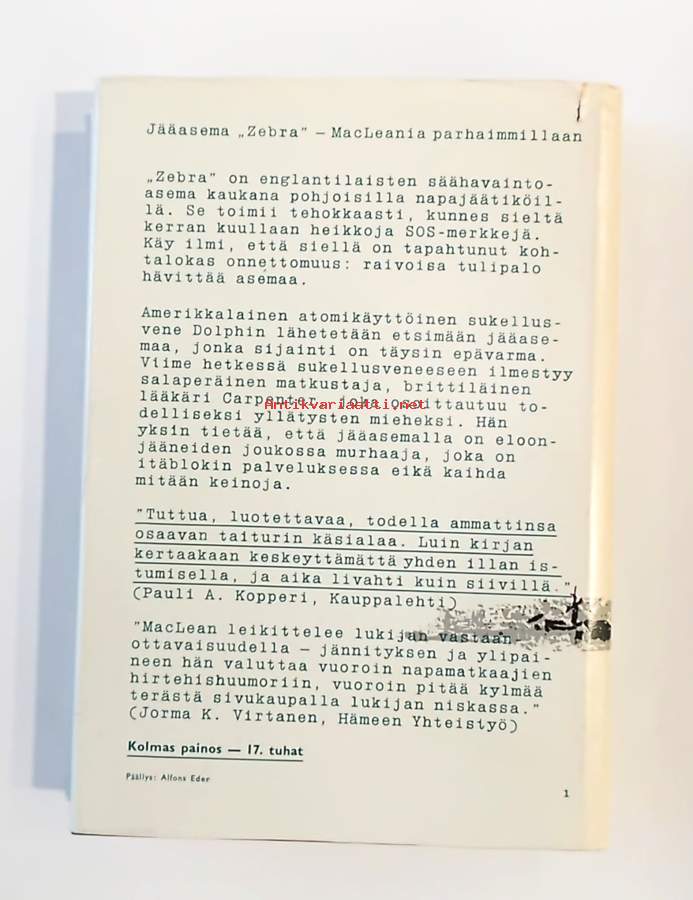 Jääasema „Zebra” – MacLeania parhaimmillaan
„Zebra” on englantilaisten säähavainto-
asema kaukana pohjoisilla napajäätiköil-
lä. Se toimii tehokkaasti, kunnes sieltä
kerran kuullaan heikkoja SOS-merkkejä.
Käy ilmi, että siellä on tapahtunut koh-
talokas onnettomuus: raivoisa tulipalo
hävittää asemaa.
Amerikkalainen atomikäyttöinen sukellus-
vene Dolphin lähetetään etsimään jääase-
maa, jonka sijainti on täysin epävarma.
Viime hetkessä sukellusveneeseen ilmestyy
salaperäinen matkustaja, brittiläinen
lääkäri Carpenter, joka osoittautuu to-
Antikvariaatti.net
delliseksi yllätysten mieheksi. Hän
yksin tietää, että jääasemalla on eloon-
jääneiden joukossa murhaaja, joka on
itäblokin palveluksessa eikä kaihda
mitään keinoja.
"Tuttua, luotettavaa, todella ammattinsa
osaavan taiturin käsialaa. Luin kirjan
kertaakaan keskeyttämättä yhden illan is-
tumisella, ja aika livahti kuin siivillä."
(Pauli A. Kopperi, Kauppalehti)
"MacLean leikittelee lukijan vastaan-
ottavaisuudella – jännityksen ja ylipai-
neen hän valuttaa vuoroin napamatkaajien
hirtehishuumoriin, vuoroin pitää kylmää
terästä sivukaupalla lukijan niskassa."
(Jorma K. Virtanen, Hämeen Yhteistyö)
Kolmas painos — 17. tuhat
Päällys: Alfons Eder
1